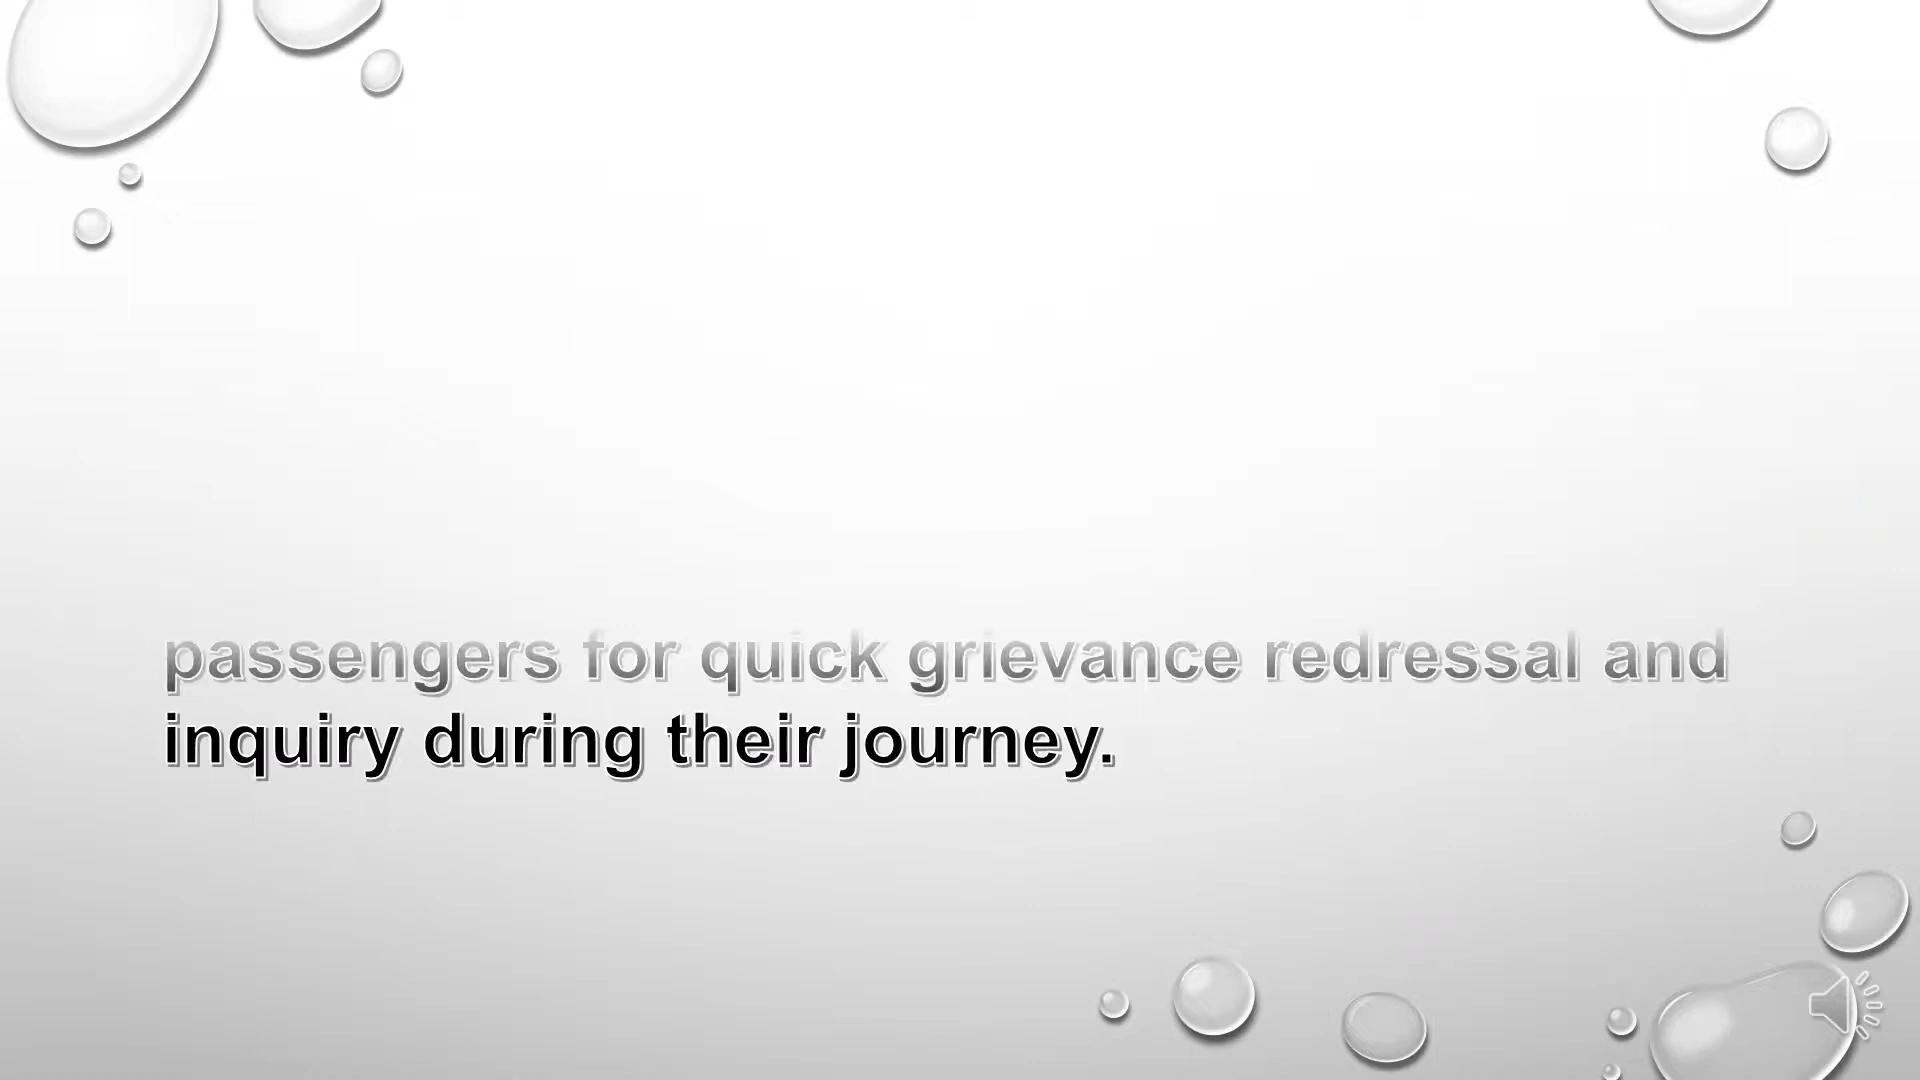 passengers for quick grievance redressal and
inquiry during their journey.